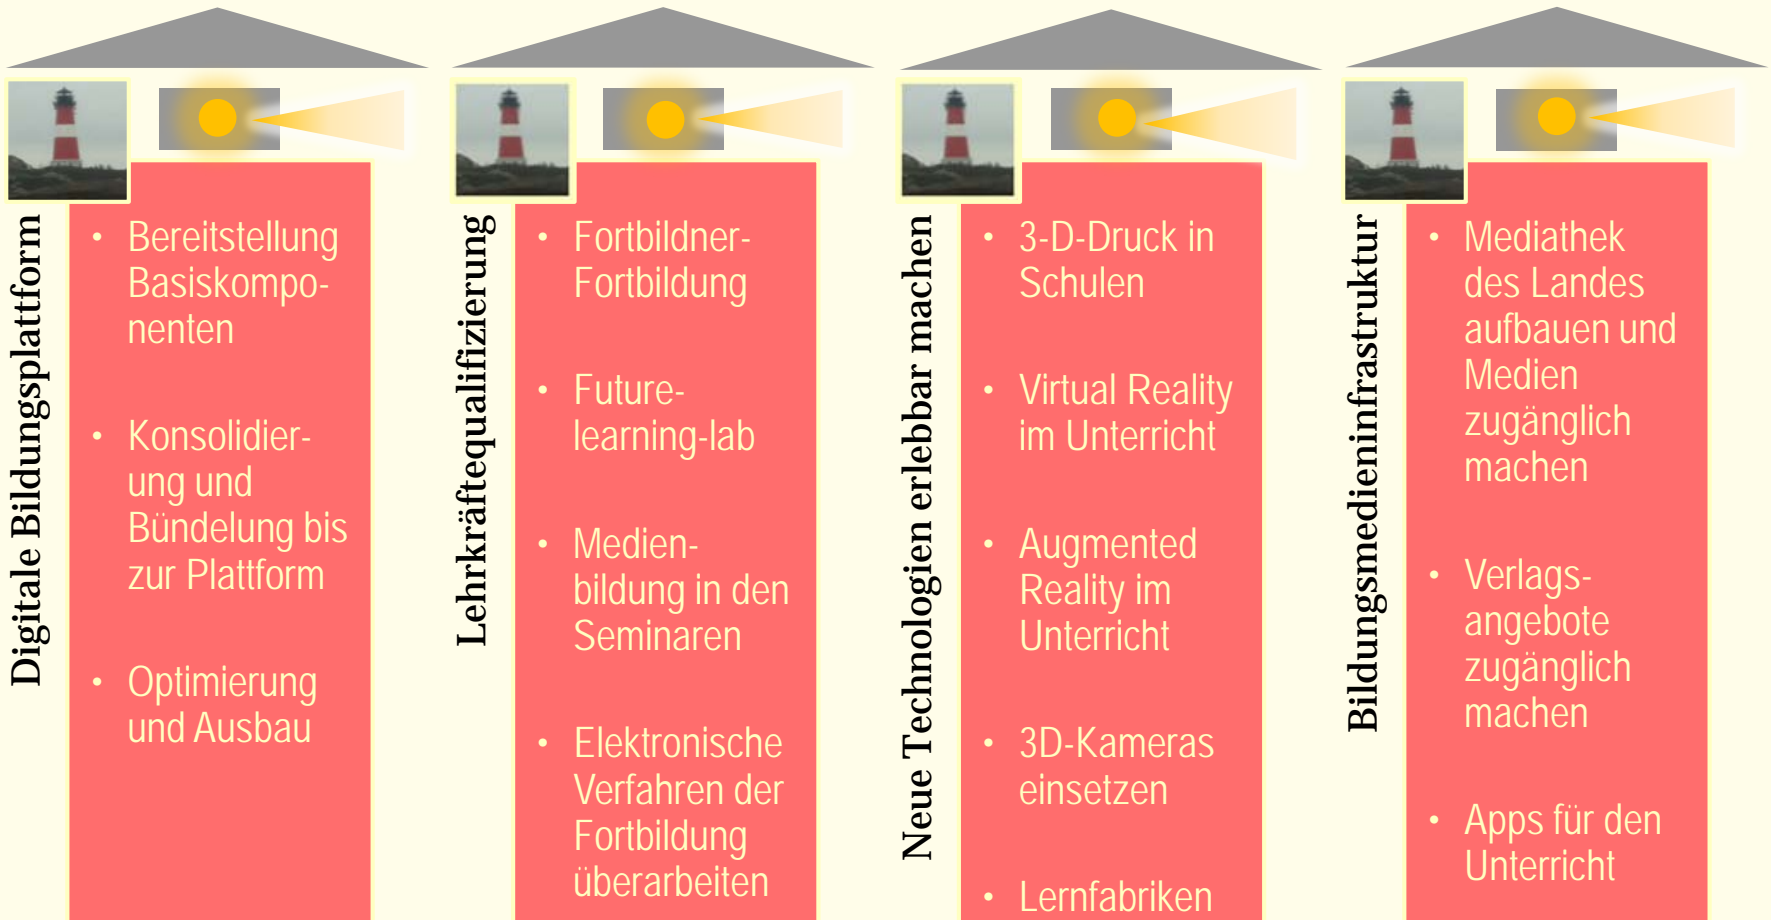 Digitale Bildungsplattform
• Bereitstellung
Basiskompo-
nenten
• Konsolidier-
ung und
Bündelung bis
zur Plattform
• Optimierung
und Ausbau
Lehrkräftequalifizierung
• Fortbildner-
Fortbildung
• Future-
learning-lab
• Medien-
bildung in den
Seminaren
• Elektronische
Verfahren der
Fortbildung
überarbeiten
Neue Technologien erlebbar machen
• 3-D-Druck in
Schulen
• Virtual Reality
im Unterricht
• Augmented
Reality im
Unterricht
• 3D-Kameras
einsetzen
• Lernfabriken
Bildungsmedieninfrastruktur
• Mediathek
des Landes
aufbauen und
Medien
zugänglich
machen
• Verlags-
angebote
zugänglich
machen
• Apps für den
Unterricht